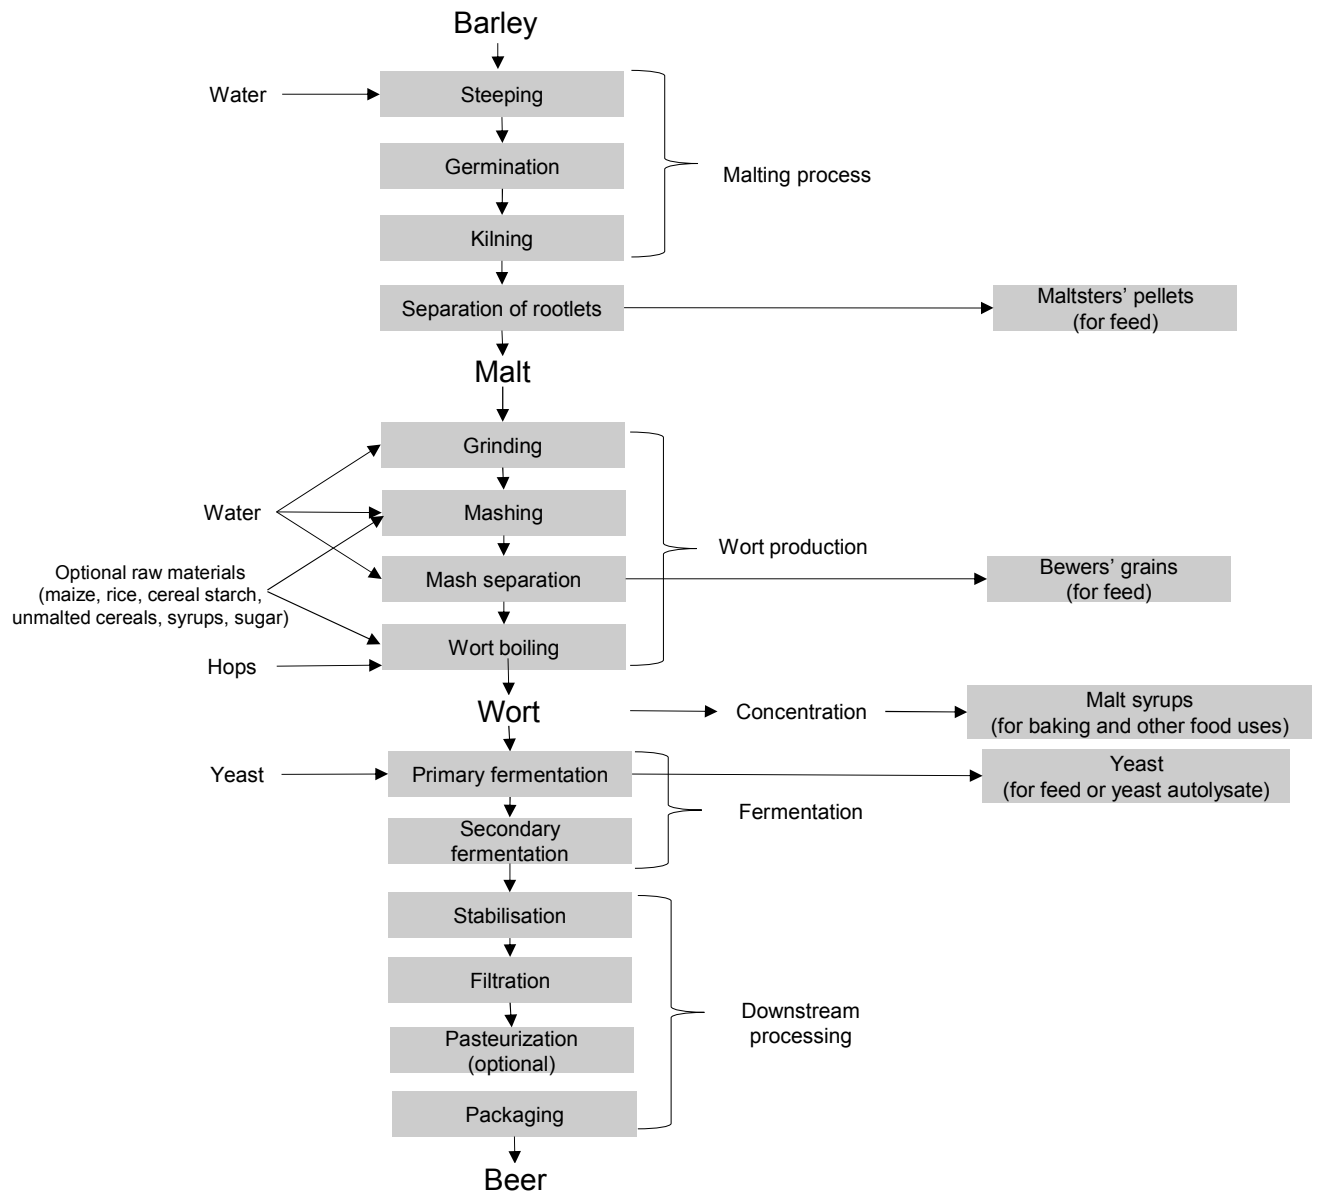 Barley
Water
Steeping
Germination
Malting process
Kilning
Separation of rootlets
Maltsters’ pellets
(for feed)
Malt
Grinding
Water
Mashing
Wort production
Optional raw materials
(maize, rice, cereal starch,
unmalted cereals, syrups, sugar)
Mash separation
Bewers’ grains
(for feed)
Wort boiling
Hops
Wort
Concentration
Malt syrups
(for baking and other food uses)
Yeast
Primary fermentation
Yeast
(for feed or yeast autolysate)
Fermentation
Secondary
fermentation
Stabilisation
Filtration
Downstream
processing
Pasteurization
(optional)
Packaging
Beer